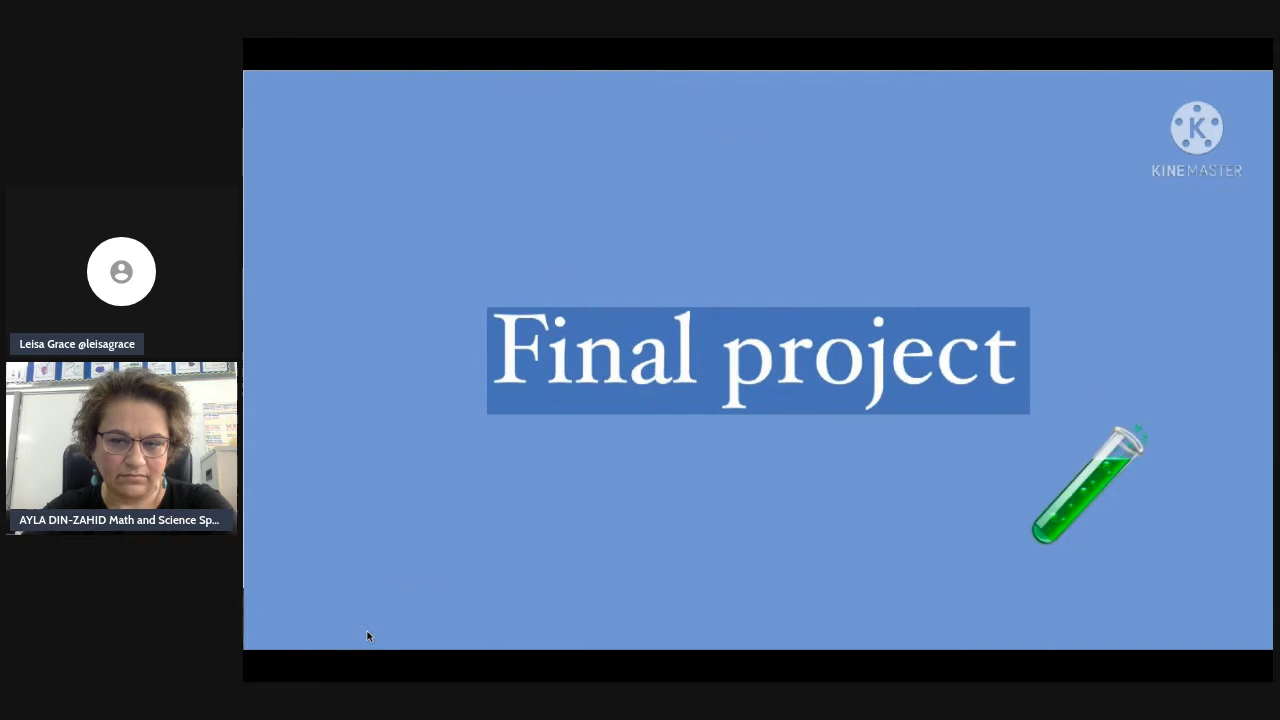 K
KINEMASTER
Final project
Leisa Grace @leisagrace
AYLA DIN-ZAHID Math and Science Sp...